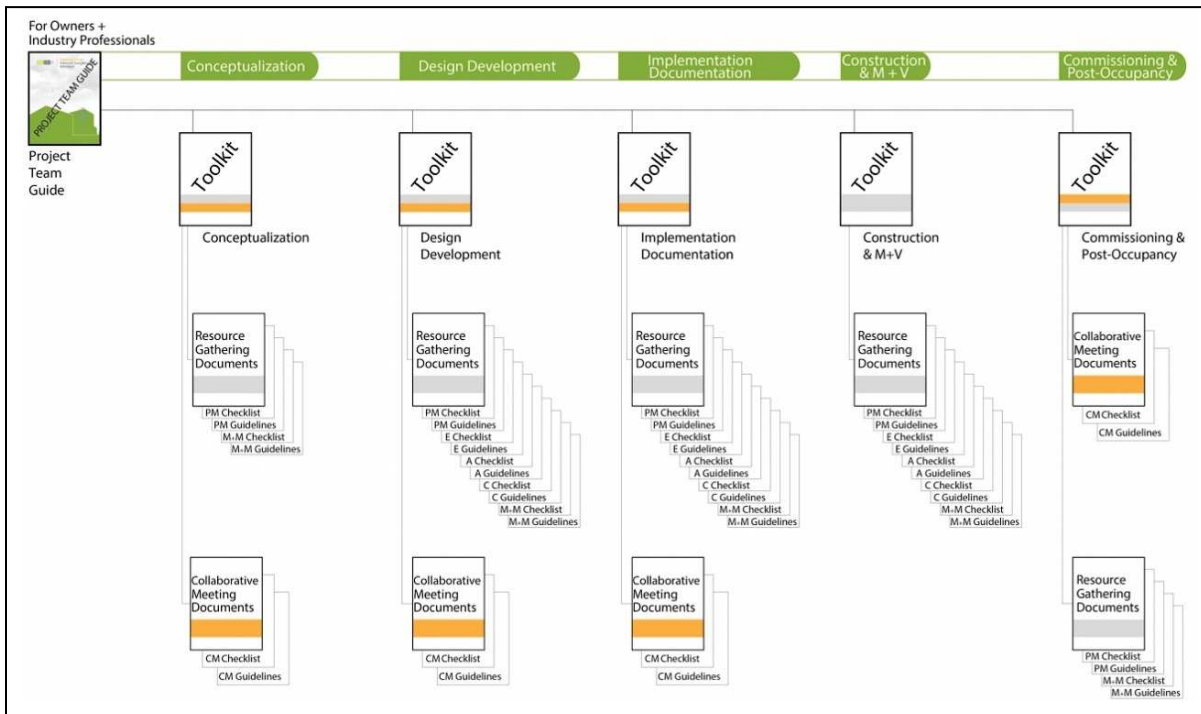 For Owners +
Industry Professionals
PROJECT TEAM GUIDE
Project
Team
Guide
Conceptualization
Design Development
Implementation
Documentation
Construction
& M + V
Commissioning &
Post-Occupancy
Toolkit
Toolkit
Toolkit
Toolkit
Toolkit
Conceptualization
Design
Development
Implementation
Documentation
Construction
& M+V
Commissioning &
Post-Occupancy
Resource
Gathering
Documents
PM Checklist
PM Guidelines
M+M Checklist
M+M Guidelines
Resource
Gathering
Documents
PM Checklist
PM Guidelines
E Checklist
E Guidelines
A Checklist
A Guidelines
C Checklist
C Guidelines
M+M Checklist
M+M Guidelines
Resource
Gathering
Documents
PM Checklist
PM Guidelines
E Checklist
E Guidelines
A Checklist
A Guidelines
C Checklist
C Guidelines
M+M Checklist
M+M Guidelines
Resource
Gathering
Documents
PM Checklist
PM Guidelines
E Checklist
E Guidelines
A Checklist
A Guidelines
C Checklist
C Guidelines
M+M Checklist
M+M Guidelines
Collaborative
Meeting
Documents
CM Checklist
CM Guidelines
Collaborative
Meeting
Documents
CM Checklist
CM Guidelines
Collaborative
Meeting
Documents
CM Checklist
CM Guidelines
Collaborative
Meeting
Documents
CM Checklist
CM Guidelines
Resource
Gathering
Documents
PM Checklist
PM Guidelines
M+M Checklist
M+M Guidelines